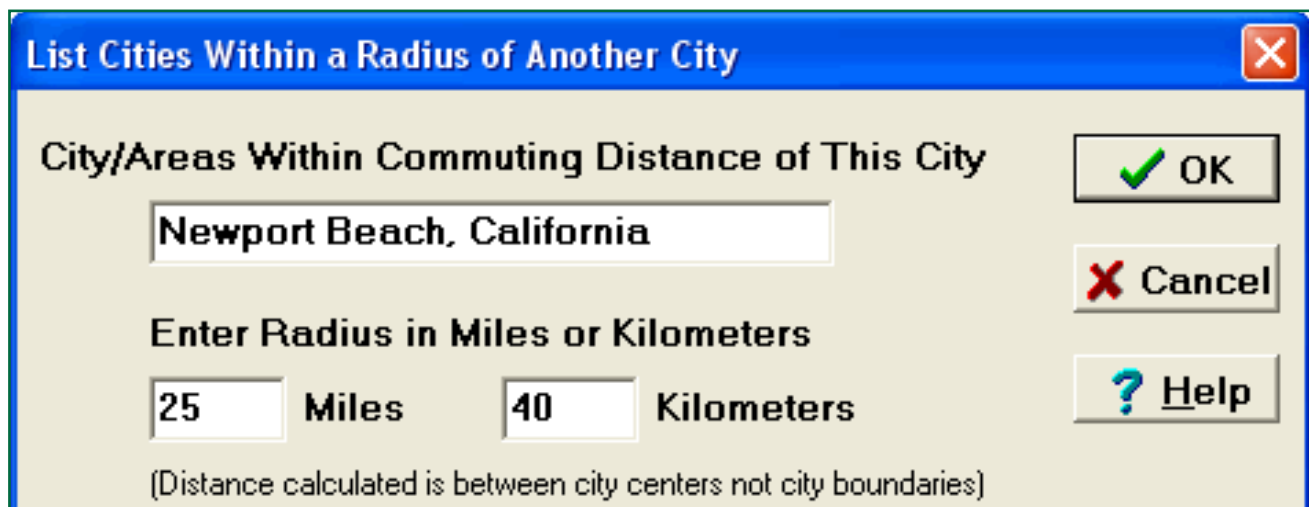 List Cities Within a Radius of Another City
City/Areas Within Commuting Distance of This City
OK
Newport Beach, California
Cancel
Enter Radius in Miles or Kilometers
25 Miles 40 Kilometers
Help
(Distance calculated is between city centers not city boundaries)